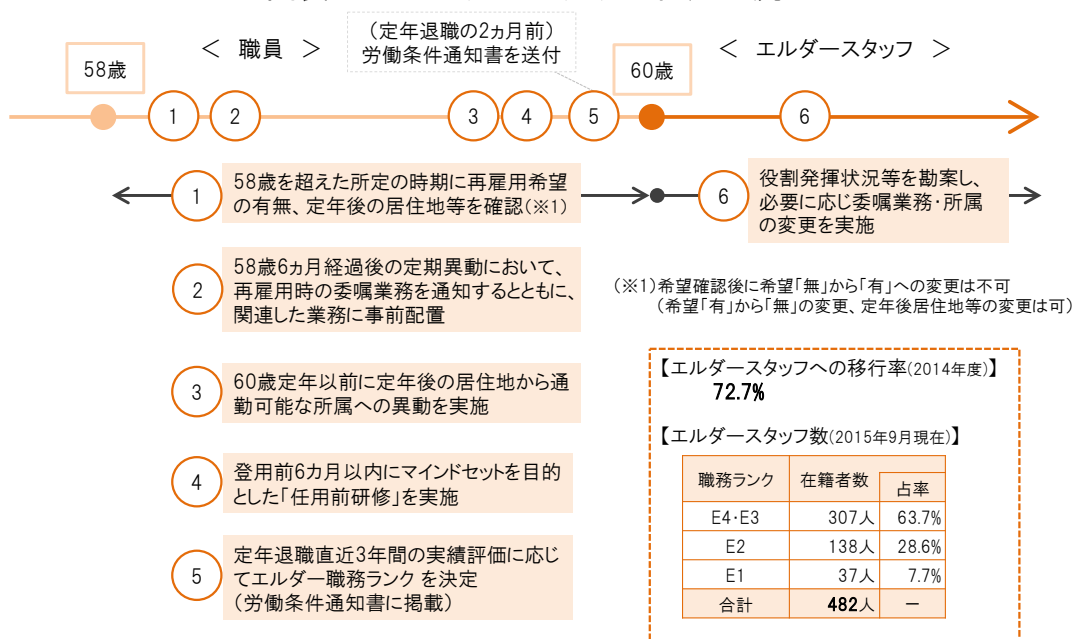 (定年退職の2ヵ月前)
労働条件通知書を送付
＜ 職員 ＞
＜ エルダースタッフ ＞
58歳
60歳
1
2
3
4
5
6
1
58歳を超えた所定の時期に再雇用希望
の有無、定年後の居住地等を確認(※1)
6
役割発揮状況等を勘案し、
必要に応じ委嘱業務・所属
の変更を実施
2
58歳6ヵ月経過後の定期異動において、
再雇用時の委嘱業務を通知するとともに、
関連した業務に事前配置
(※1)希望確認後に希望「無」から「有」への変更は不可
(希望「有」から「無」の変更、定年後居住地等の変更は可)
3
60歳定年以前に定年後の居住地から通
勤可能な所属への異動を実施
4
登用前6カ月以内にマインドセットを目的
とした「任用前研修」を実施
5
定年退職直近3年間の実績評価に応じ
てエルダー職務ランク を決定
(労働条件通知書に掲載)
【エルダースタッフへの移行率(2014年度)】
72.7%
【エルダースタッフ数(2015年9月現在)】
職務ランク 在籍者数 占率
E4・E3 307人 63.7%
E2 138人 28.6%
E1 37人 7.7%
合計 482人 －